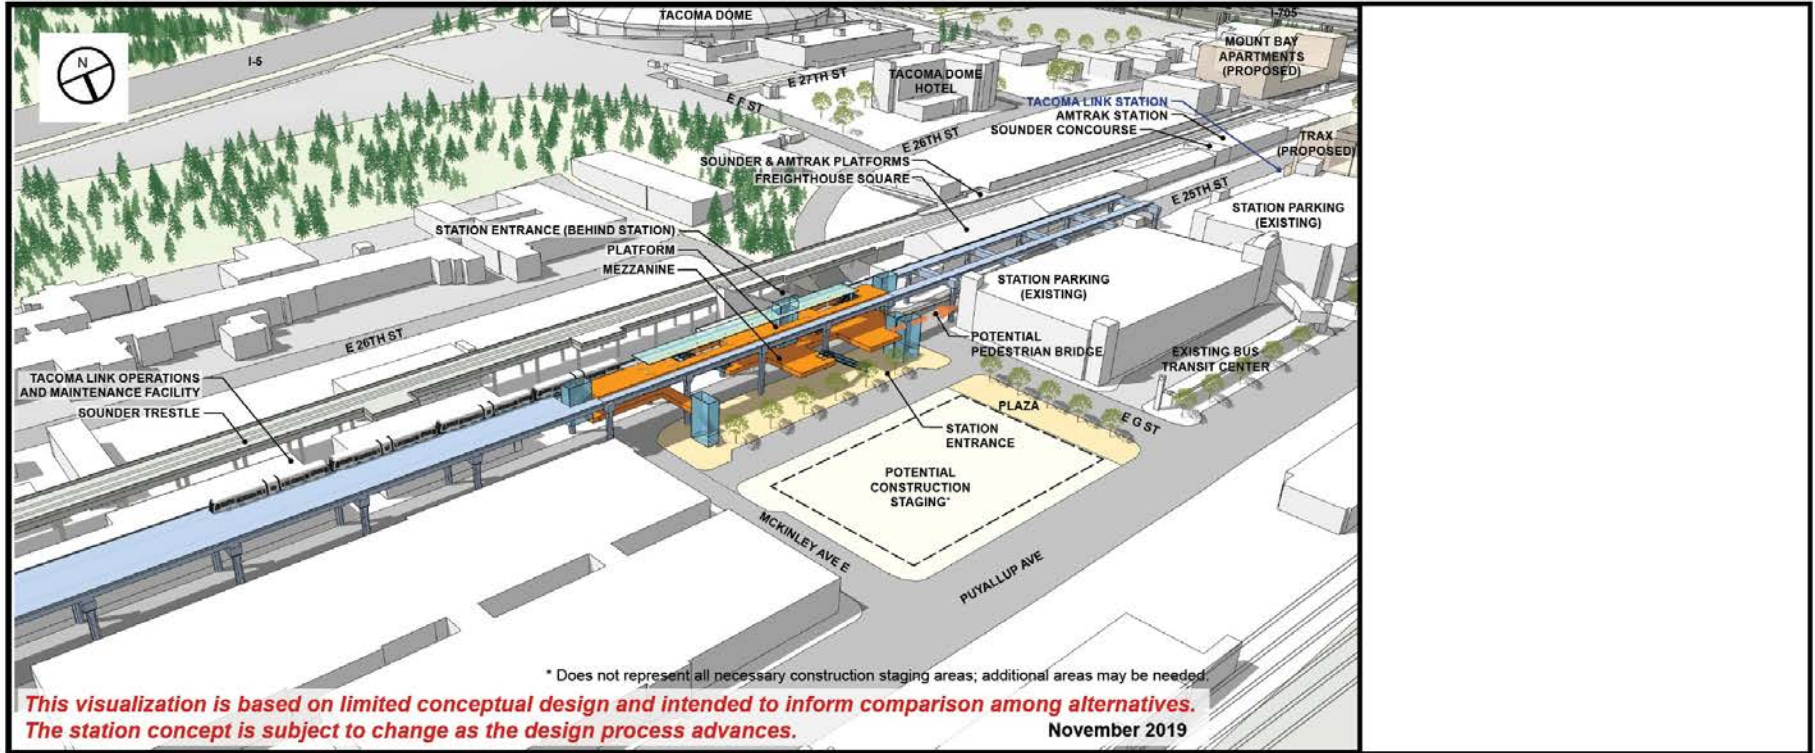 TACOMA DOME
I-705
N
I-5
MOUNT BAY
APARTMENTS
(PROPOSED)
E 27TH ST
TACOMA DOME
HOTEL
E F ST
TACOMA LINK STATION
AMTRAK STATION
SOUNDER CONCOURSE
E 26TH ST
TRAX
(PROPOSED)
SOUNDER & AMTRAK PLATFORMS
FREIGHTHOUSE SQUARE
E 25TH ST
STATION PARKING
(EXISTING)
STATION ENTRANCE (BEHIND STATION)
PLATFORM
MEZZANINE
STATION PARKING
(EXISTING)
E 26TH ST
POTENTIAL
PEDESTRIAN BRIDGE
EXISTING BUS
TRANSIT CENTER
TACOMA LINK OPERATIONS
AND MAINTENANCE FACILITY
SOUNDER TRESTLE
PLAZA
E G ST
STATION
ENTRANCE
POTENTIAL
CONSTRUCTION
STAGING*
MCKINLEY AVE E
PUYALLUP AVE
* Does not represent all necessary construction staging areas; additional areas may be needed.
This visualization is based on limited conceptual design and intended to inform comparison among alternatives.
The station concept is subject to change as the design process advances.
November 2019